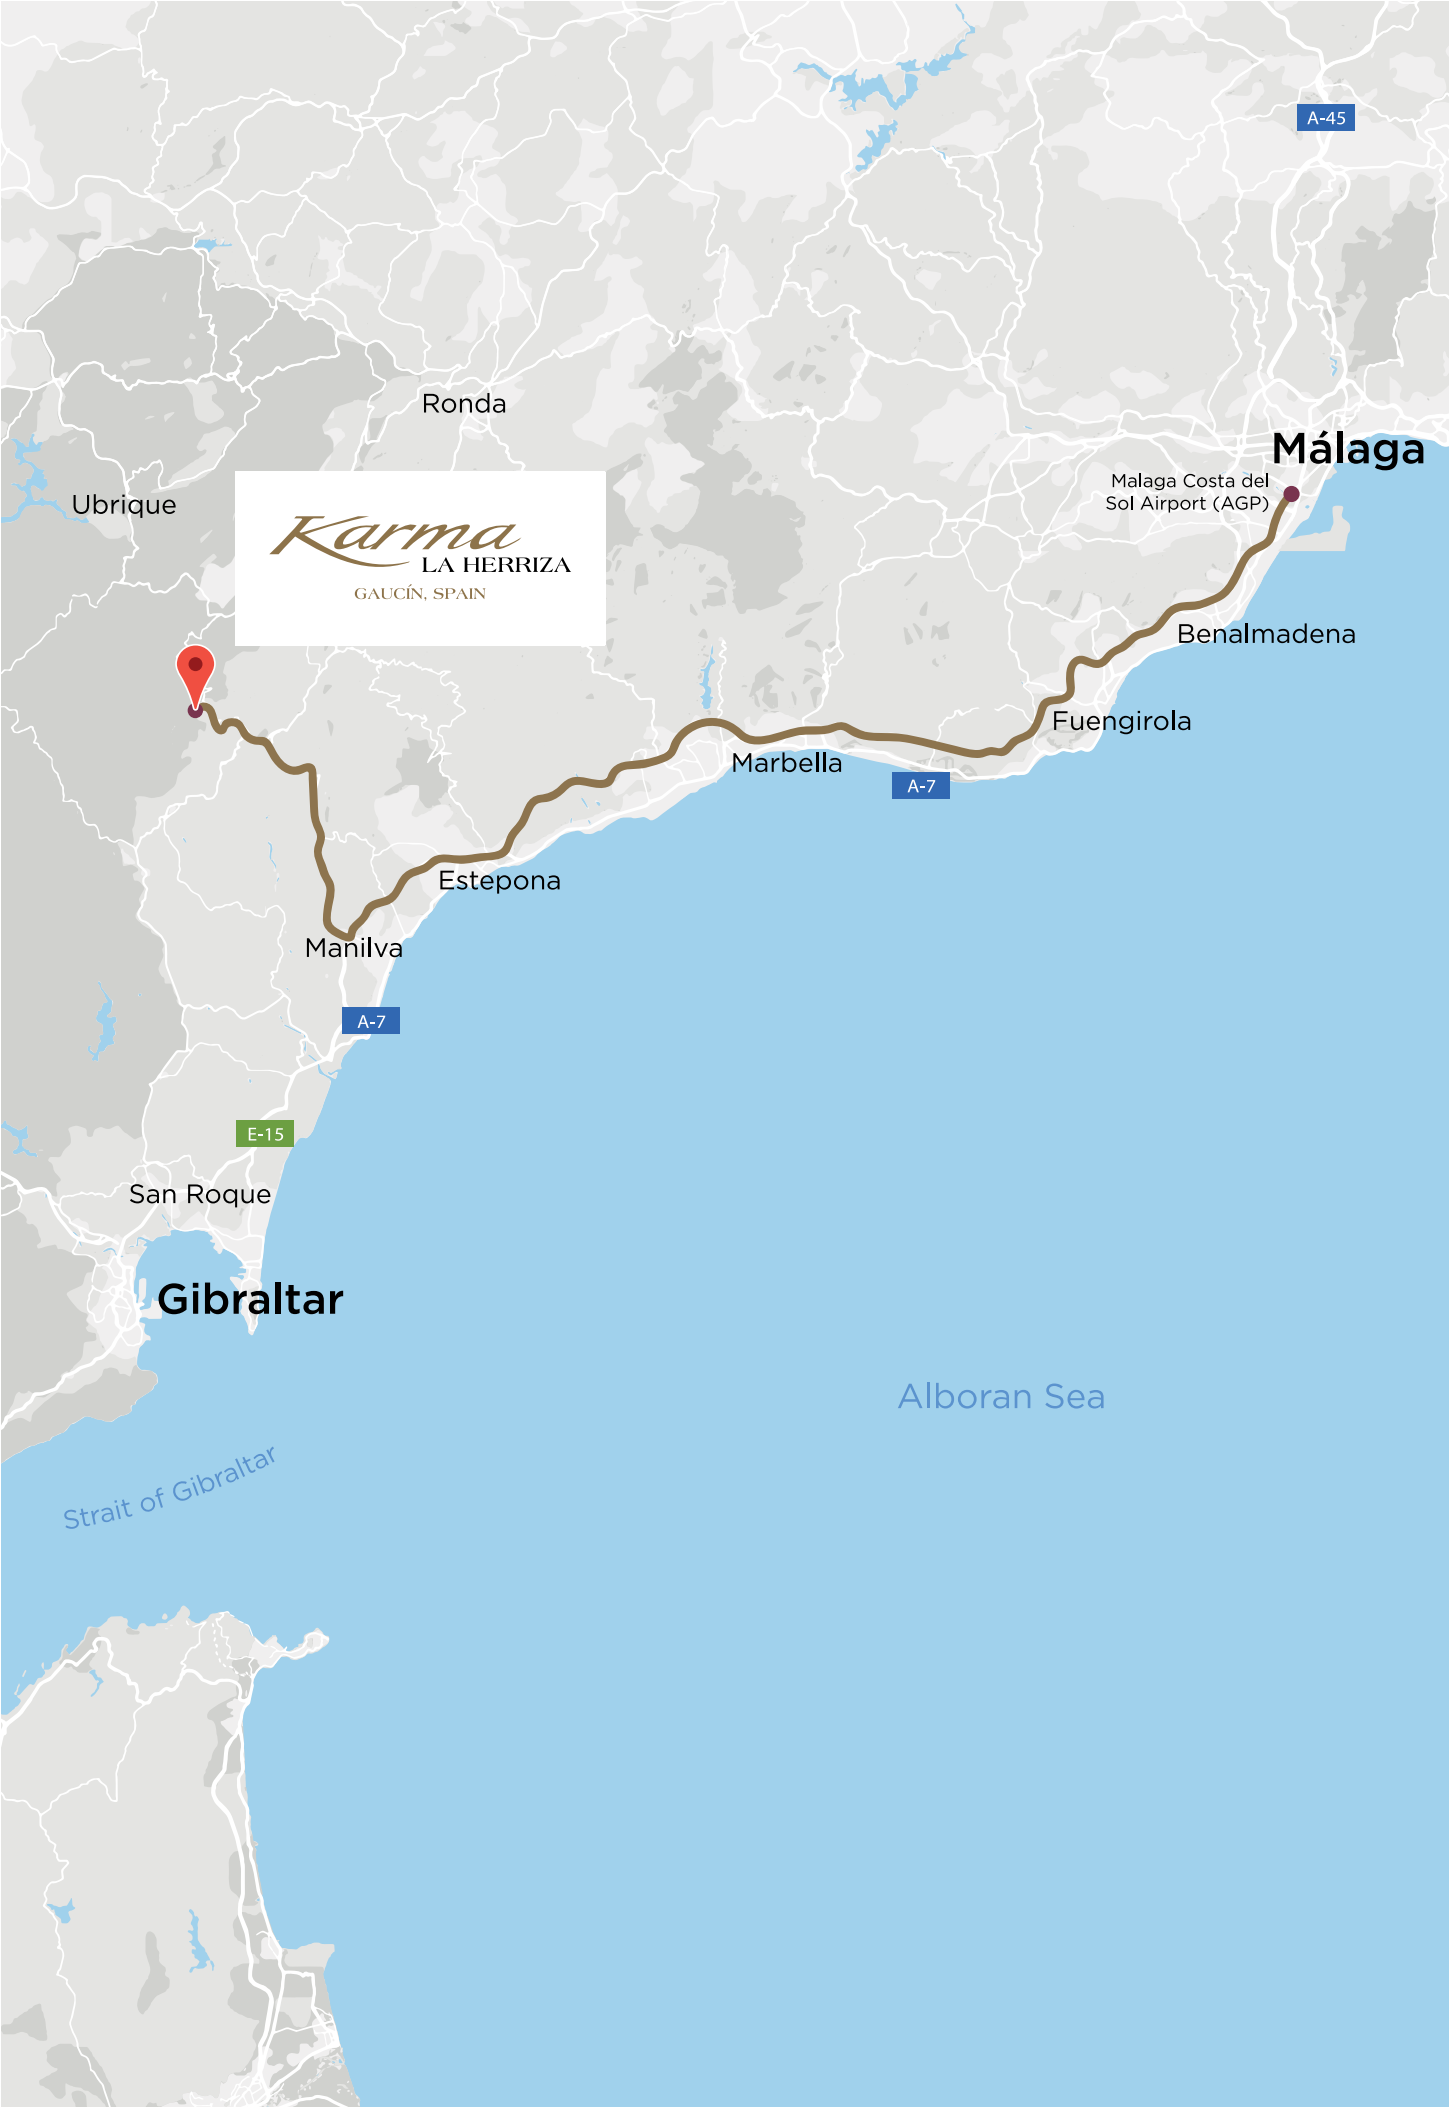 A-45
Ronda
Málaga
Malaga Costa del
Sol Airport (AGP)
Ubrique
Karma
LA HERRIZA
GAUCÍN, SPAIN
Benalmadena
Fuengirola
Marbella
A-7
Estepona
Manilva
A-7
E-15
San Roque
Gibraltar
Alboran Sea
Strait of Gibraltar